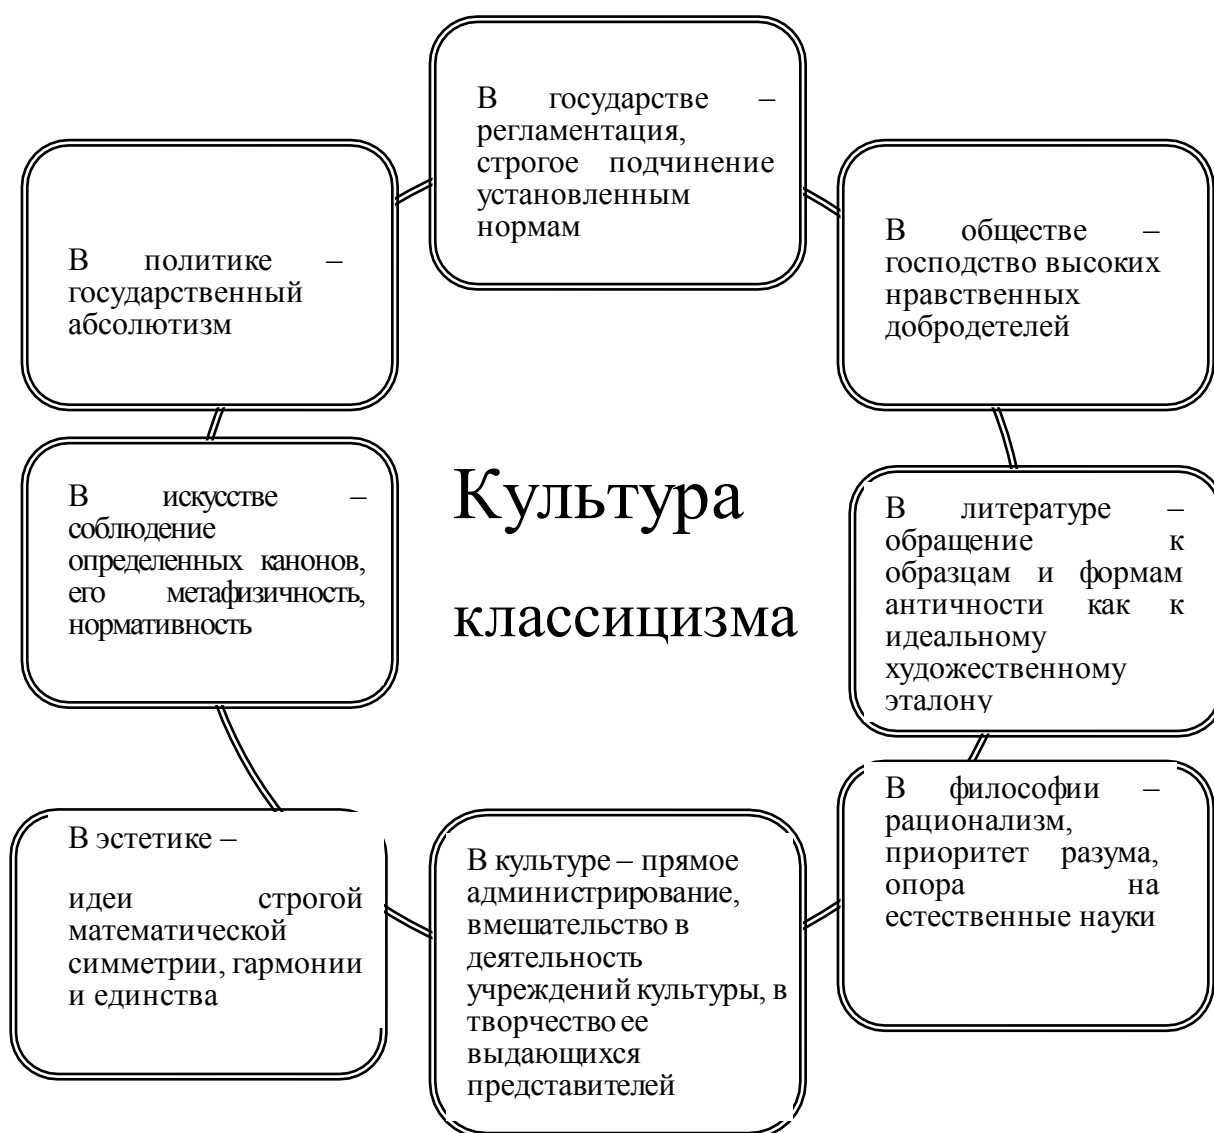 В государстве –
регламентация,
строгое подчинение
установленным
нормам
В обществе –
господство высоких
нравственных
добродетелей
В литературе –
обращение к
образцам и формам
античности как к
идеальному
художественному
эталону
В философии –
рационализм,
приоритет разума,
опора на
естественные науки
В культуре – прямое
администрирование,
вмешательство в
деятельность
учреждений культуры, в
творчество ее
выдающихся
представителей
В эстетике –
идеи строгой
математической
симметрии, гармонии
и единства
В искусстве –
соблюдение
определенных канонов,
его метафизичность,
нормативность
В политике –
государственный
абсолютизм
Культура
классицизма